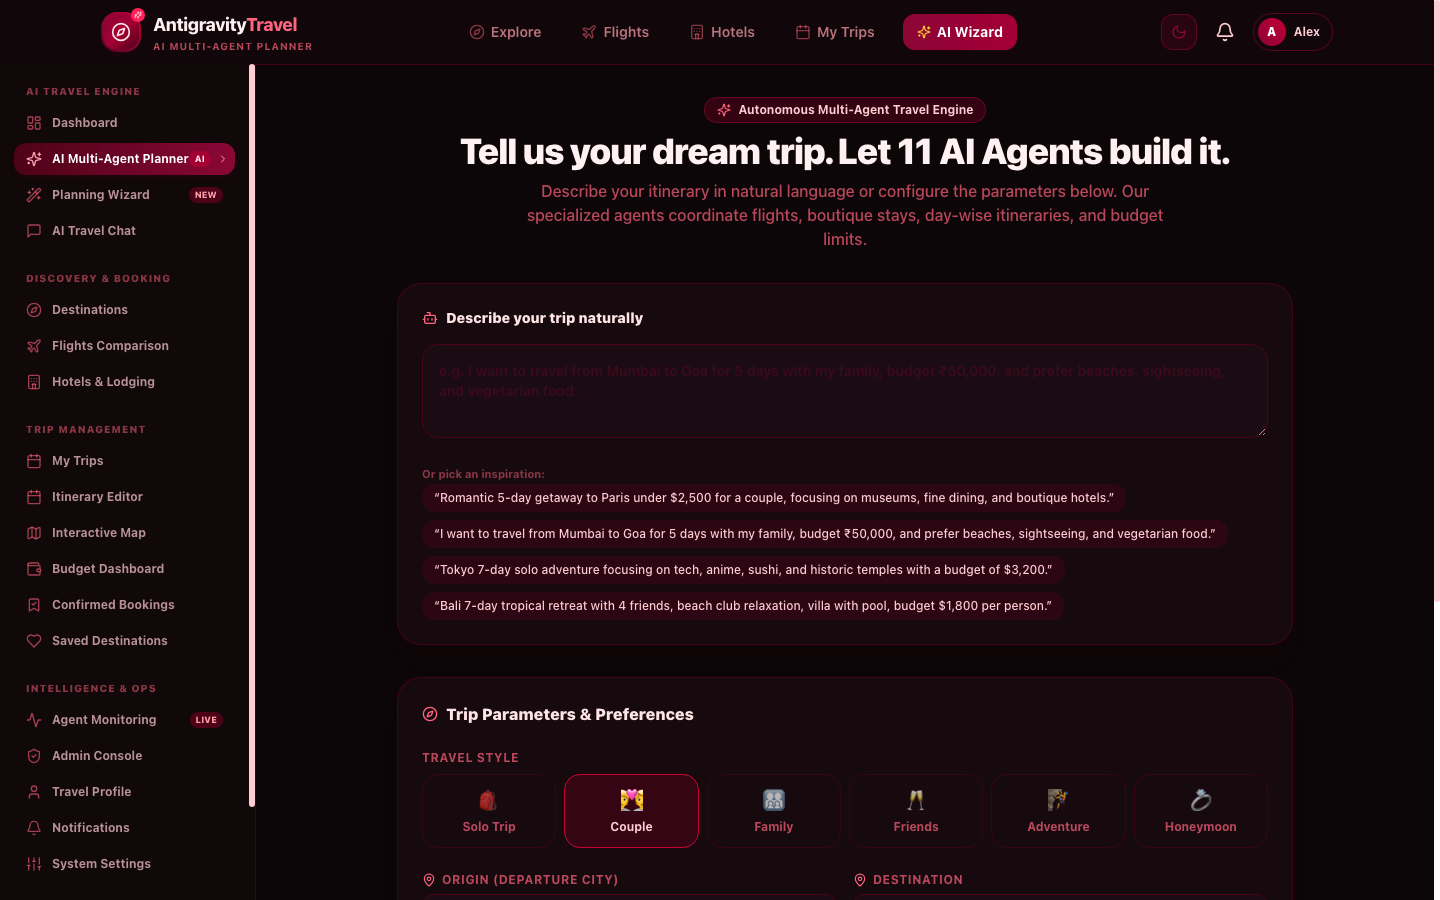 AntigravityTravel
AI MULTI-AGENT PLANNER
Explore
Flights
Hotels
My Trips
AI Wizard
A
Alex
AI TRAVEL ENGINE
Dashboard
AI Multi-Agent Planner AI
Planning Wizard NEW
AI Travel Chat
DISCOVERY & BOOKING
Destinations
Flights Comparison
Hotels & Lodging
TRIP MANAGEMENT
My Trips
Itinerary Editor
Interactive Map
Budget Dashboard
Confirmed Bookings
Saved Destinations
INTELLIGENCE & OPS
Agent Monitoring LIVE
Admin Console
Travel Profile
Notifications
System Settings
Autonomous Multi-Agent Travel Engine
Tell us your dream trip. Let 11 AI Agents build it.
Describe your itinerary in natural language or configure the parameters below. Our
specialized agents coordinate flights, boutique stays, day-wise itineraries, and budget
limits.
Describe your trip naturally
e.g. I want to travel from Mumbai to Goa for 5 days with my family, budget ₹50,000, and prefer beaches, sightseeing,
and vegetarian food.
Or pick an inspiration:
“Romantic 5-day getaway to Paris under $2,500 for a couple, focusing on museums, fine dining, and boutique hotels.”
“I want to travel from Mumbai to Goa for 5 days with my family, budget ₹50,000, and prefer beaches, sightseeing, and vegetarian food.”
“Tokyo 7-day solo adventure focusing on tech, anime, sushi, and historic temples with a budget of $3,200.”
“Bali 7-day tropical retreat with 4 friends, beach club relaxation, villa with pool, budget $1,800 per person.”
Trip Parameters & Preferences
TRAVEL STYLE
Solo Trip
Couple
Family
Friends
Adventure
Honeymoon
ORIGIN (DEPARTURE CITY)
DESTINATION